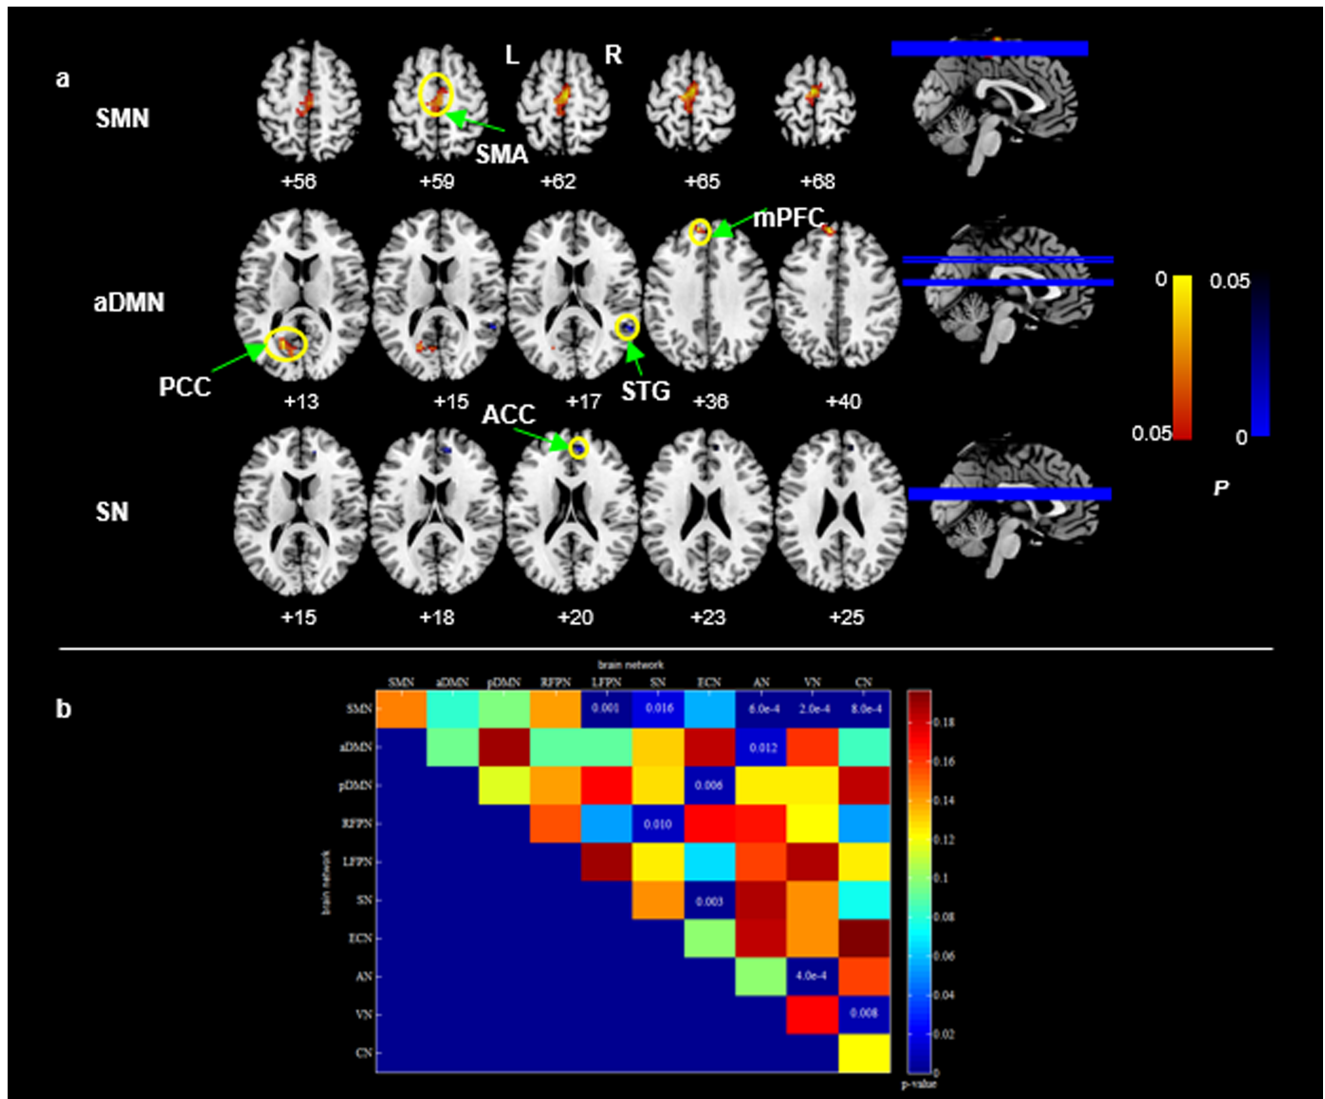 a
L R
SMN
SMA
+56 +59 +62 +65 +68
mPFC
aDMN
0 0.05
PCC
STG
+13 +15 +17 +36 +40
0.05 0
ACC
P
SN
+15 +18 +20 +23 +25
b
brain network
SMN aDMN pDMN RFPN LFPN SN ECN AN VN CN
SMN 0.001 0.016 6.0e-4 2.0e-4 8.0e-4
aDMN 0.012
pDMN 0.006
RFPN 0.010
LFPN
SN 0.003
ECN
AN 4.0e-4
VN 0.008
CN
brain network
0.18
0.16
0.14
0.12
0.1
0.08
0.06
0.04
0.02
0
p-value